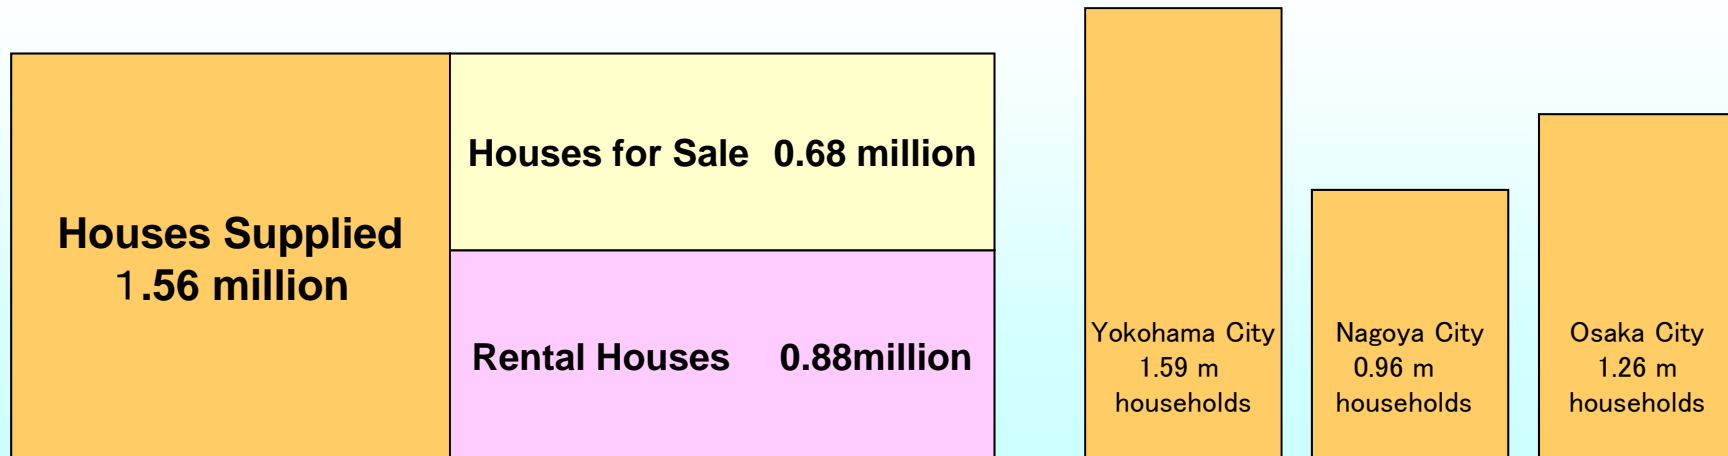 Houses Supplied
1.56 million
Houses for Sale 0.68 million
Rental Houses 0.88million
Yokohama City
1.59 m
households
Nagoya City
0.96 m
households
Osaka City
1.26 m
households